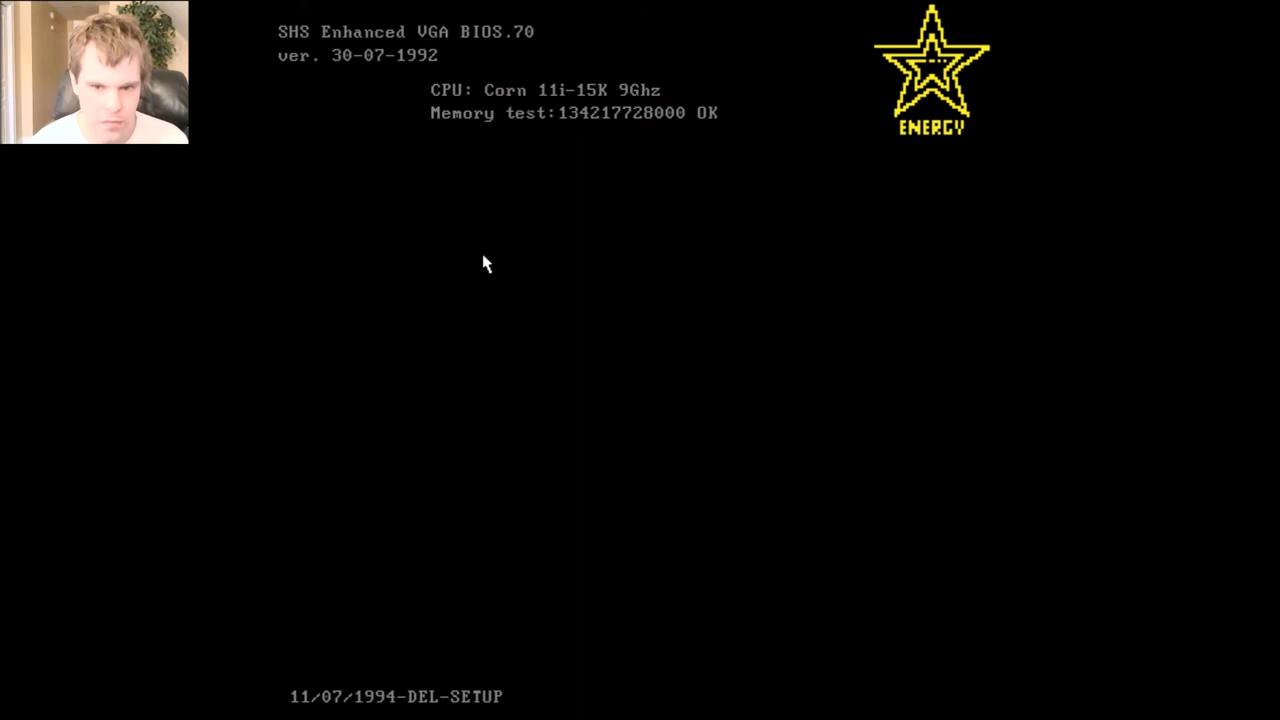 SHS Enhanced VGA BIOS.70
ver. 30-07-1992
CPU: Corn 11i-15K 9Ghz
Memory test:134217728000 OK
ENERGY
11/07/1994-DEL-SETUP